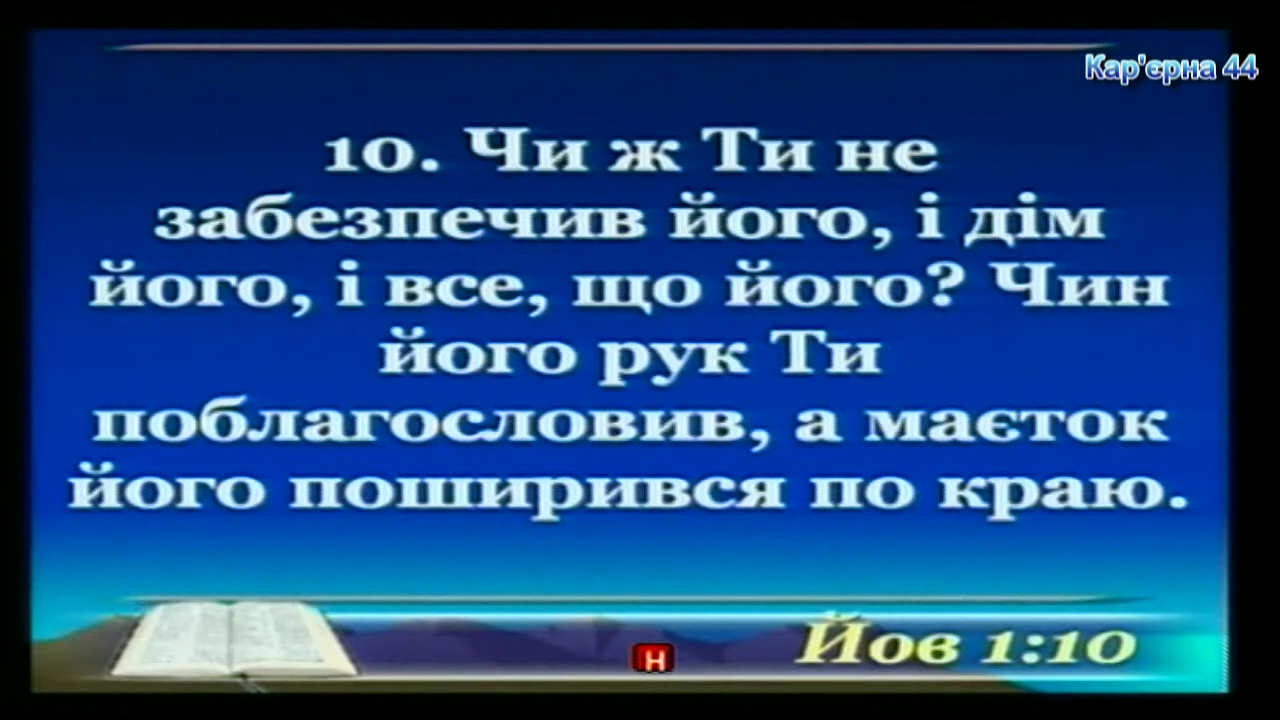 Кар'єрна 44
10. Чи ж Ти не
забезпечив його, і дім
його, і все, що його? Чин
його рук Ти
поблагословив, а маєток
його поширився по краю.
Йов 1:10
Н